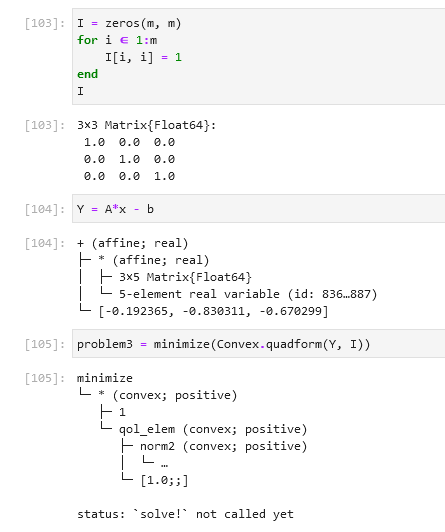 [103]: I = zeros(m, m)
for i ∈ 1:m
    I[i, i] = 1
end
I
[103]: 3×3 Matrix{Float64}:
 1.0  0.0  0.0
 0.0  1.0  0.0
 0.0  0.0  1.0
[104]: Y = A*x - b
[104]: + (affine; real)
├─ * (affine; real)
│  ├─ 3×5 Matrix{Float64}
│  └─ 5-element real variable (id: 836…887)
└─ [-0.192365, -0.830311, -0.670299]
[105]: problem3 = minimize(Convex.quadform(Y, I))
[105]: minimize
└─ * (convex; positive)
   ├─ 1
   └─ qol_elem (convex; positive)
      ├─ norm2 (convex; positive)
      │  └─ …
      └─ [1.0;;]
status: `solve!` not called yet